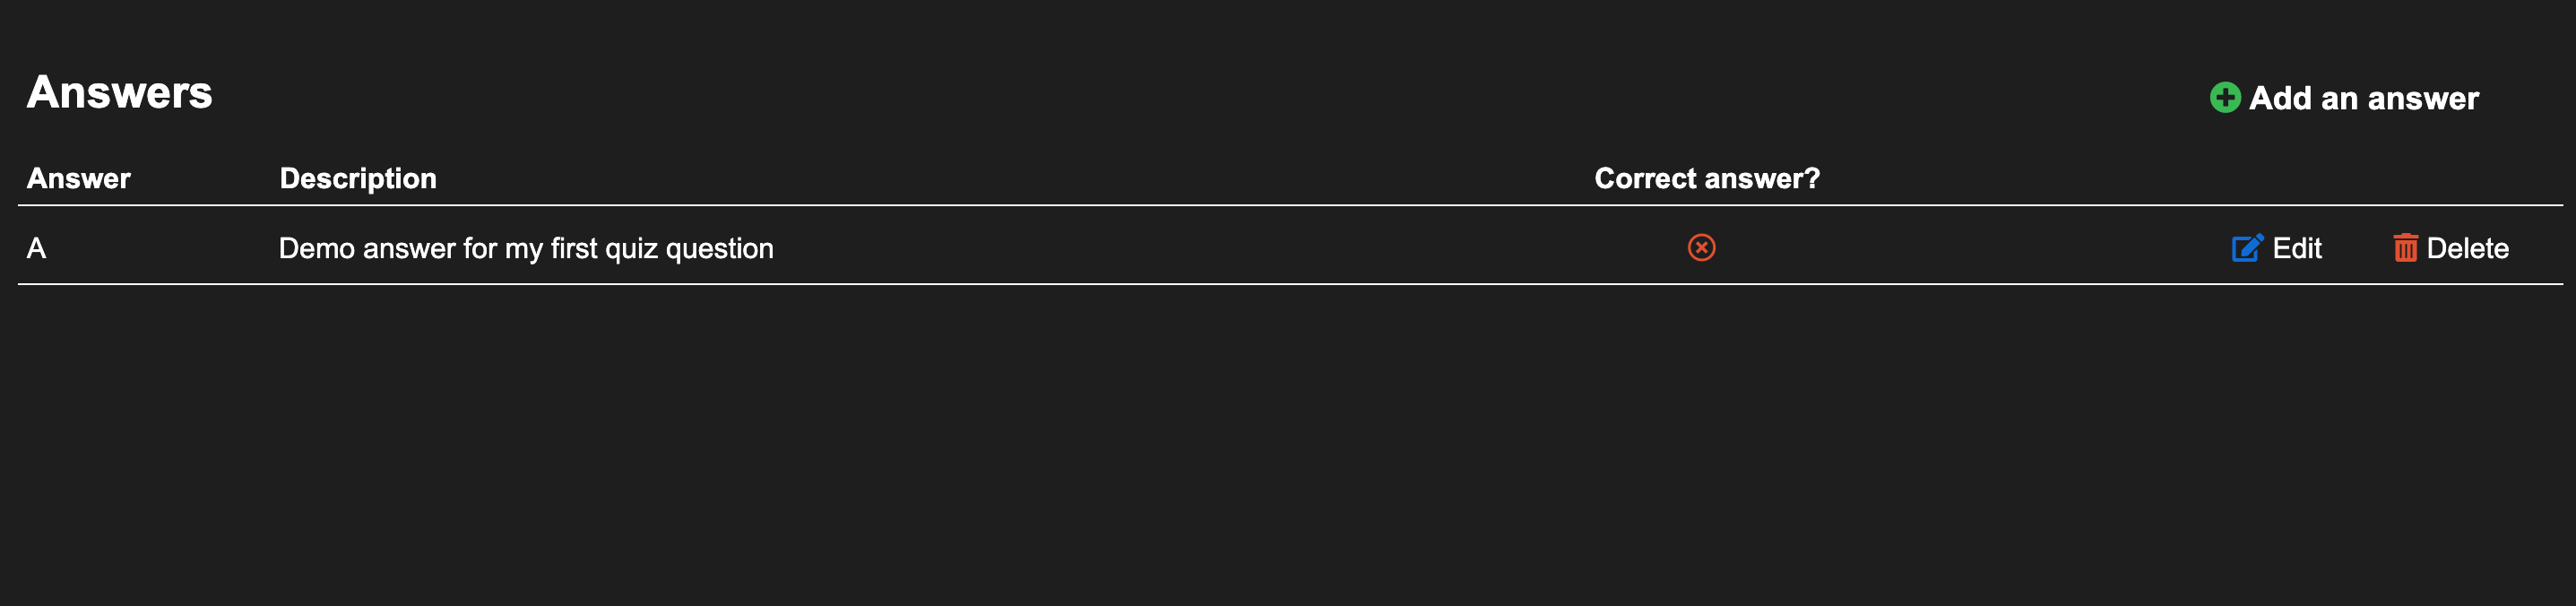 Answers
Add an answer
Answer Description Correct answer?
A Demo answer for my first quiz question Edit Delete